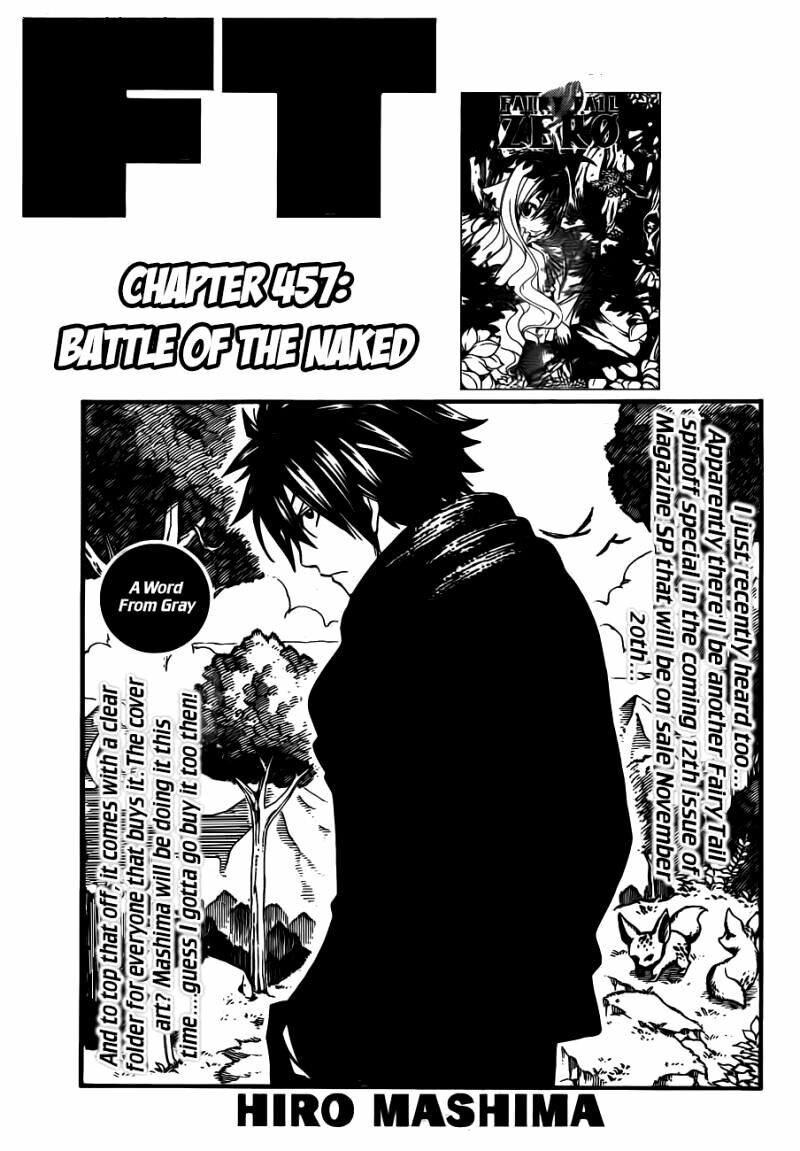 FT
FAIRY TAIL
ZERØ
CHAPTER 457:
BATTLE OF THE NAKED
I just recently head too...
Apparently there'll be another Fairy Tail
spinoff special in the coming 12th issue of
Magazine SP that will be on sale November
20th...
A Word
From Gray
And to top that off, it comes with a clear
folder for everyone that buys it. The cover
art? Mashima will be doing it this
time....guess I gotta go buy it too then!
HIRO MASHIMA